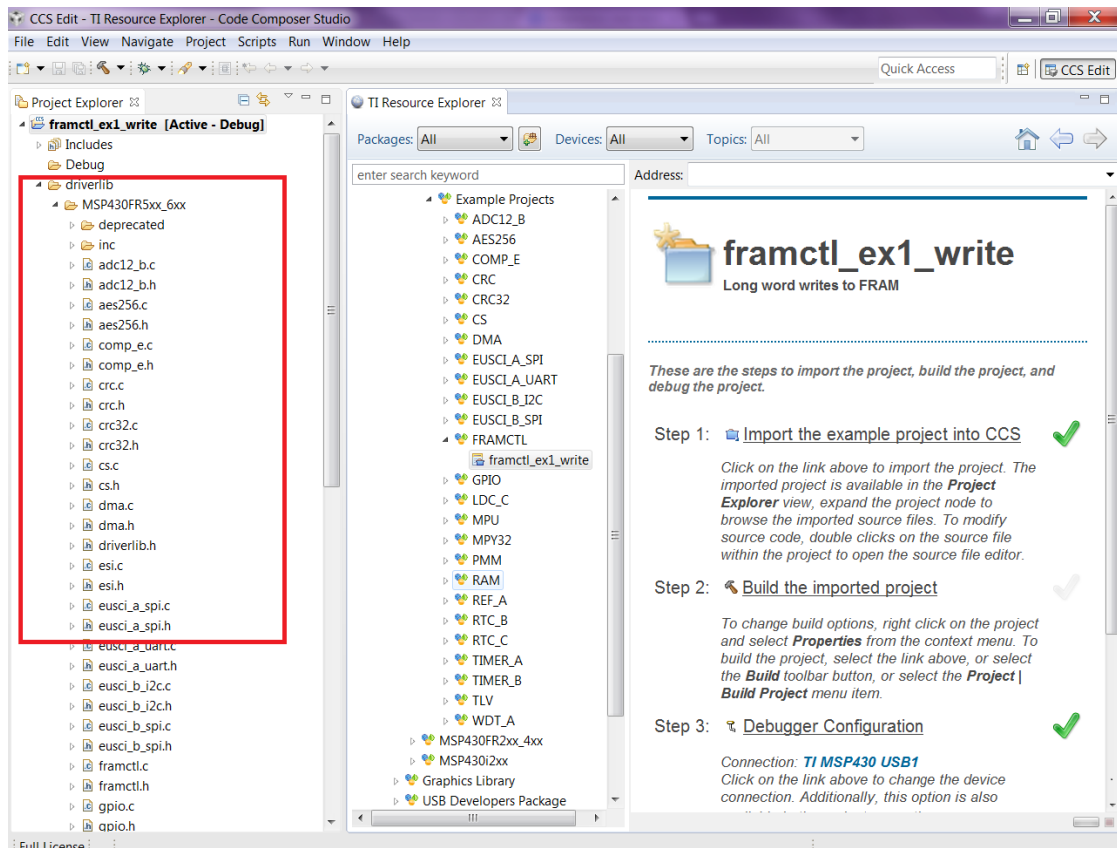 CCS Edit - TI Resource Explorer - Code Composer Studio
File Edit View Navigate Project Scripts Run Window Help
Quick Access
CCS Edit
Project Explorer
framctl_ex1_write [Active - Debug]
Includes
Debug
driverlib
MSP430FR5xx_6xx
deprecated
inc
adc12_b.c
adc12_b.h
aes256.c
aes256.h
comp_e.c
comp_e.h
crc.c
crc.h
crc32.c
crc32.h
cs.c
cs.h
dma.c
dma.h
driverlib.h
esi.c
esi.h
eusci_a_spi.c
eusci_a_spi.h
eusci_a_uart.c
eusci_a_uart.h
eusci_b_i2c.c
eusci_b_i2c.h
eusci_b_spi.c
eusci_b_spi.h
framctl.c
framctl.h
gpio.c
gpio.h
TI Resource Explorer
Packages: All Devices: All Topics: All
enter search keyword
Address:
Example Projects
ADC12_B
AES256
COMP_E
CRC
CRC32
CS
DMA
EUSCI_A_SPI
EUSCI_A_UART
EUSCI_B_I2C
EUSCI_B_SPI
FRAMCTL
framctl_ex1_write
GPIO
LDC_C
MPU
MPY32
PMM
RAM
REF_A
RTC_B
RTC_C
TIMER_A
TIMER_B
TLV
WDT_A
MSP430FR2xx_4xx
MSP430i2xx
Graphics Library
USB Developers Package
framctl_ex1_write
Long word writes to FRAM
These are the steps to import the project, build the project, and
debug the project.
Step 1: Import the example project into CCS
Click on the link above to import the project. The
imported project is available in the Project
Explorer view, expand the project node to
browse the imported source files. To modify
source code, double clicks on the source file
within the project to open the source file editor.
Step 2: Build the imported project
To change build options, right click on the project
and select Properties from the context menu. To
build the project, select the link above, or select
the Build toolbar button, or select the Project |
Build Project menu item.
Step 3: Debugger Configuration
Connection: TI MSP430 USB1
Click on the link above to change the device
connection. Additionally, this option is also
Full License